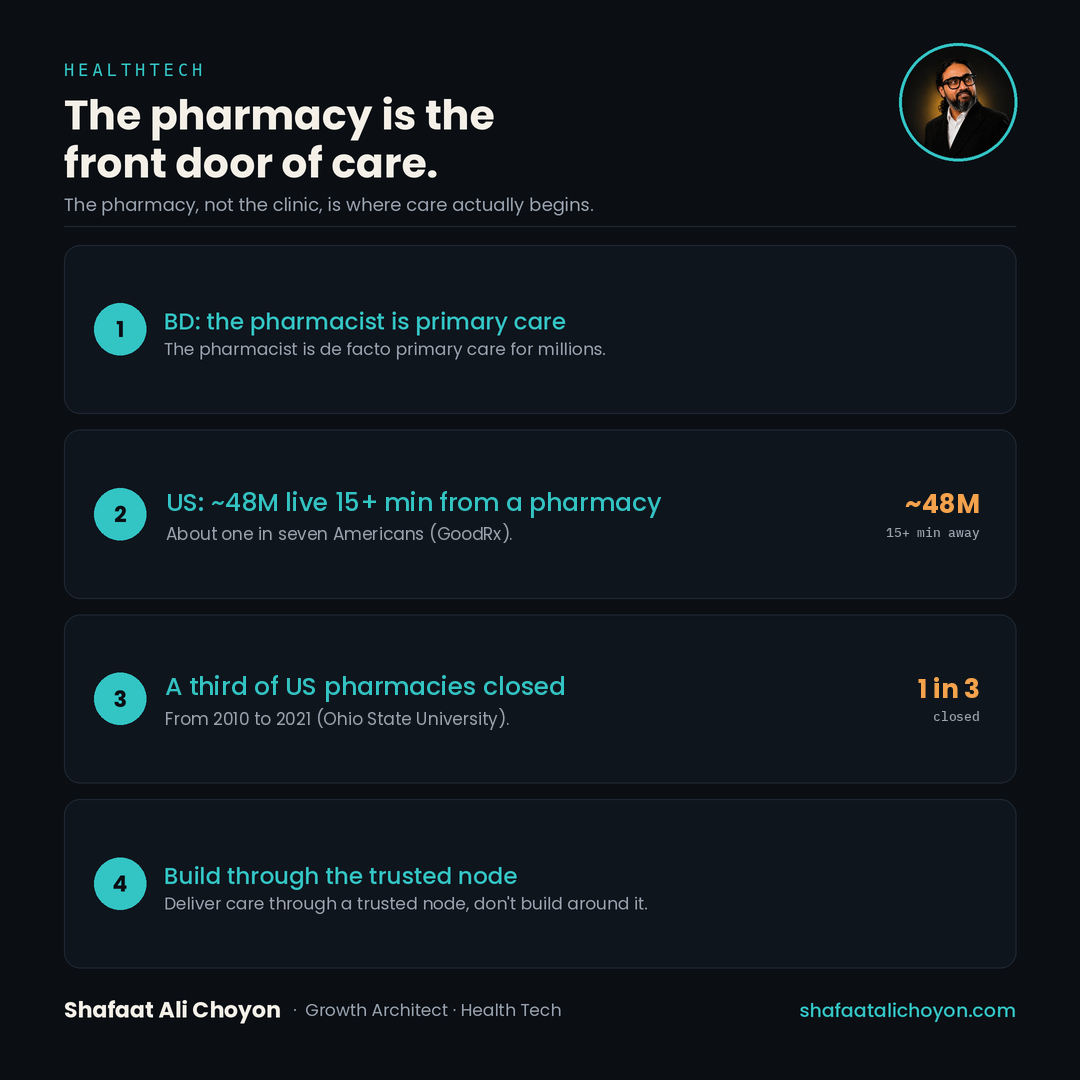 HEALTHTECH
The pharmacy is the
front door of care.
The pharmacy, not the clinic, is where care actually begins.
1
BD: the pharmacist is primary care
The pharmacist is de facto primary care for millions.
2
US: ~48M live 15+ min from a pharmacy
About one in seven Americans (GoodRx).
~48M
15+ min away
3
A third of US pharmacies closed
From 2010 to 2021 (Ohio State University).
1 in 3
closed
4
Build through the trusted node
Deliver care through a trusted node, don't build around it.
Shafaat Ali Choyon · Growth Architect · Health Tech
shafaatalichoyon.com